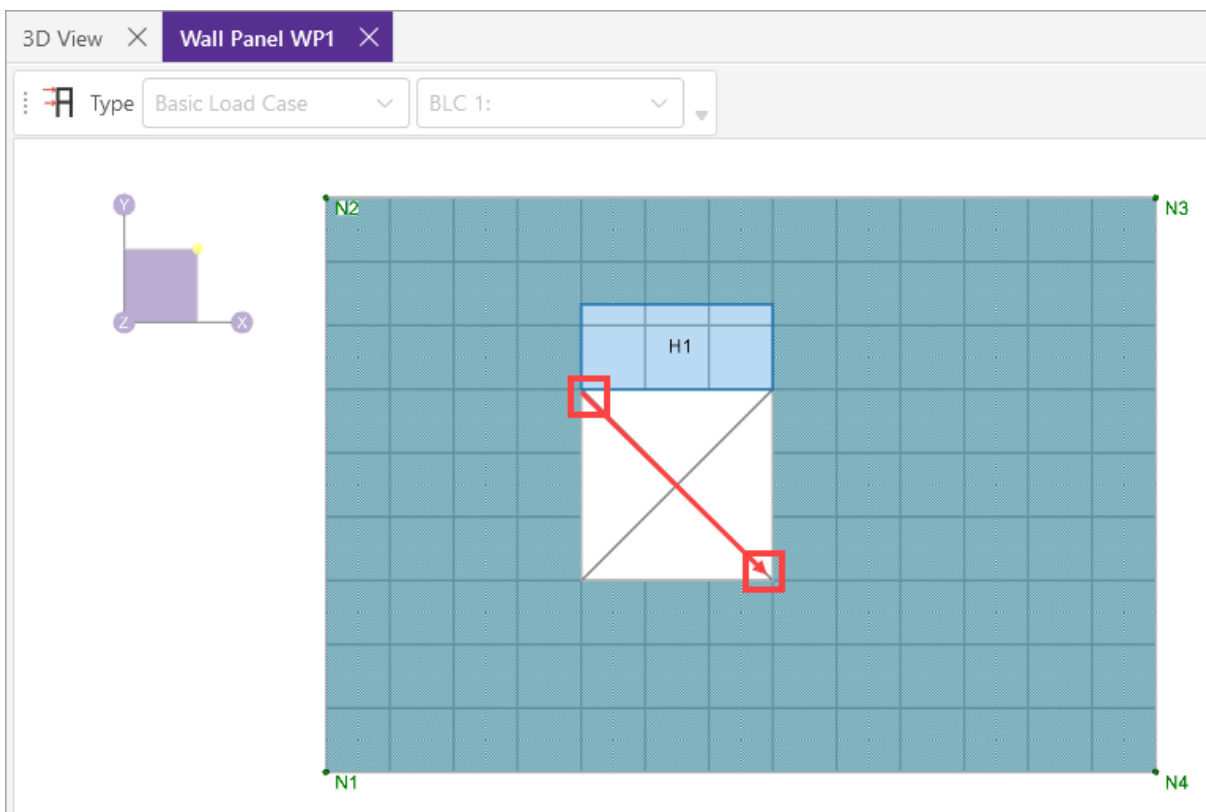 3D View Wall Panel WP1
Type Basic Load Case BLC 1:
Y
N2 N3
Z X
H1
N1 N4